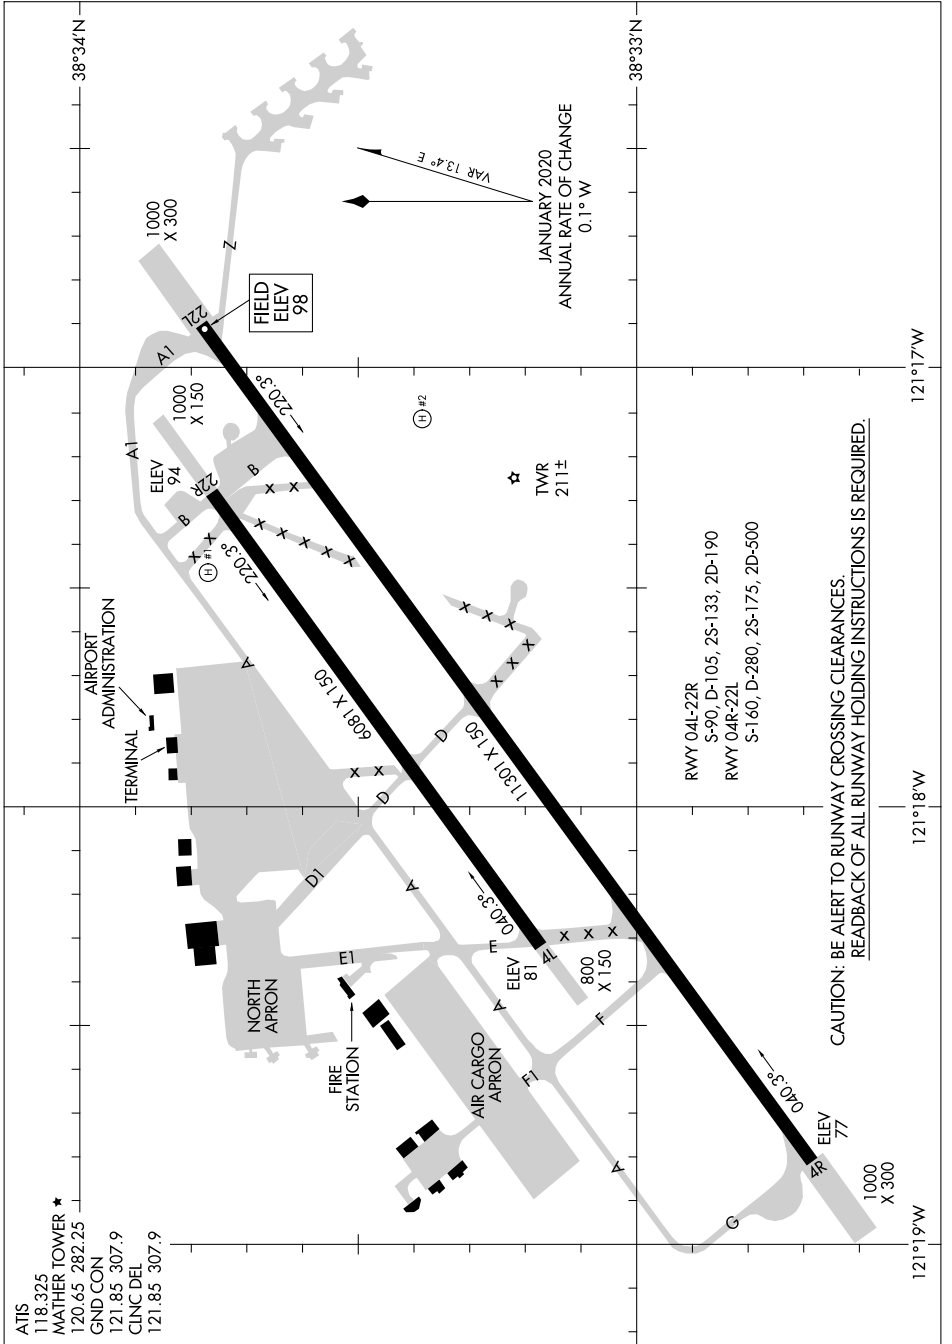 ATIS
118.325
MATHER TOWER ★
120.65 282.25
GND CON
121.85 307.9
CLNC DEL
121.85 307.9
38°34'N
38°33'N
121°17'W
121°18'W
121°19'W
VAR 13.4° E
JANUARY 2020
ANNUAL RATE OF CHANGE
0.1° W
1000
X 300
Z
FIELD
ELEV
98
22L
A1
A1
1000
X 150
ELEV
94
22R
B
B
220.3°
220.3°
H #1
H #2
TWR
211±
AIRPORT
ADMINISTRATION
TERMINAL
A
6081 X 150
11301 X 150
D
D
D1
A
040.3°
E
E1
4L
ELEV
81
800
X 150
NORTH
APRON
FIRE
STATION
AIR CARGO
APRON
A
F
F1
A
G
040.3°
ELEV
77
4R
1000
X 300
RWY 04L-22R
S-90, D-105, 2S-133, 2D-190
RWY 04R-22L
S-160, D-280, 2S-175, 2D-500
CAUTION: BE ALERT TO RUNWAY CROSSING CLEARANCES.
READBACK OF ALL RUNWAY HOLDING INSTRUCTIONS IS REQUIRED.